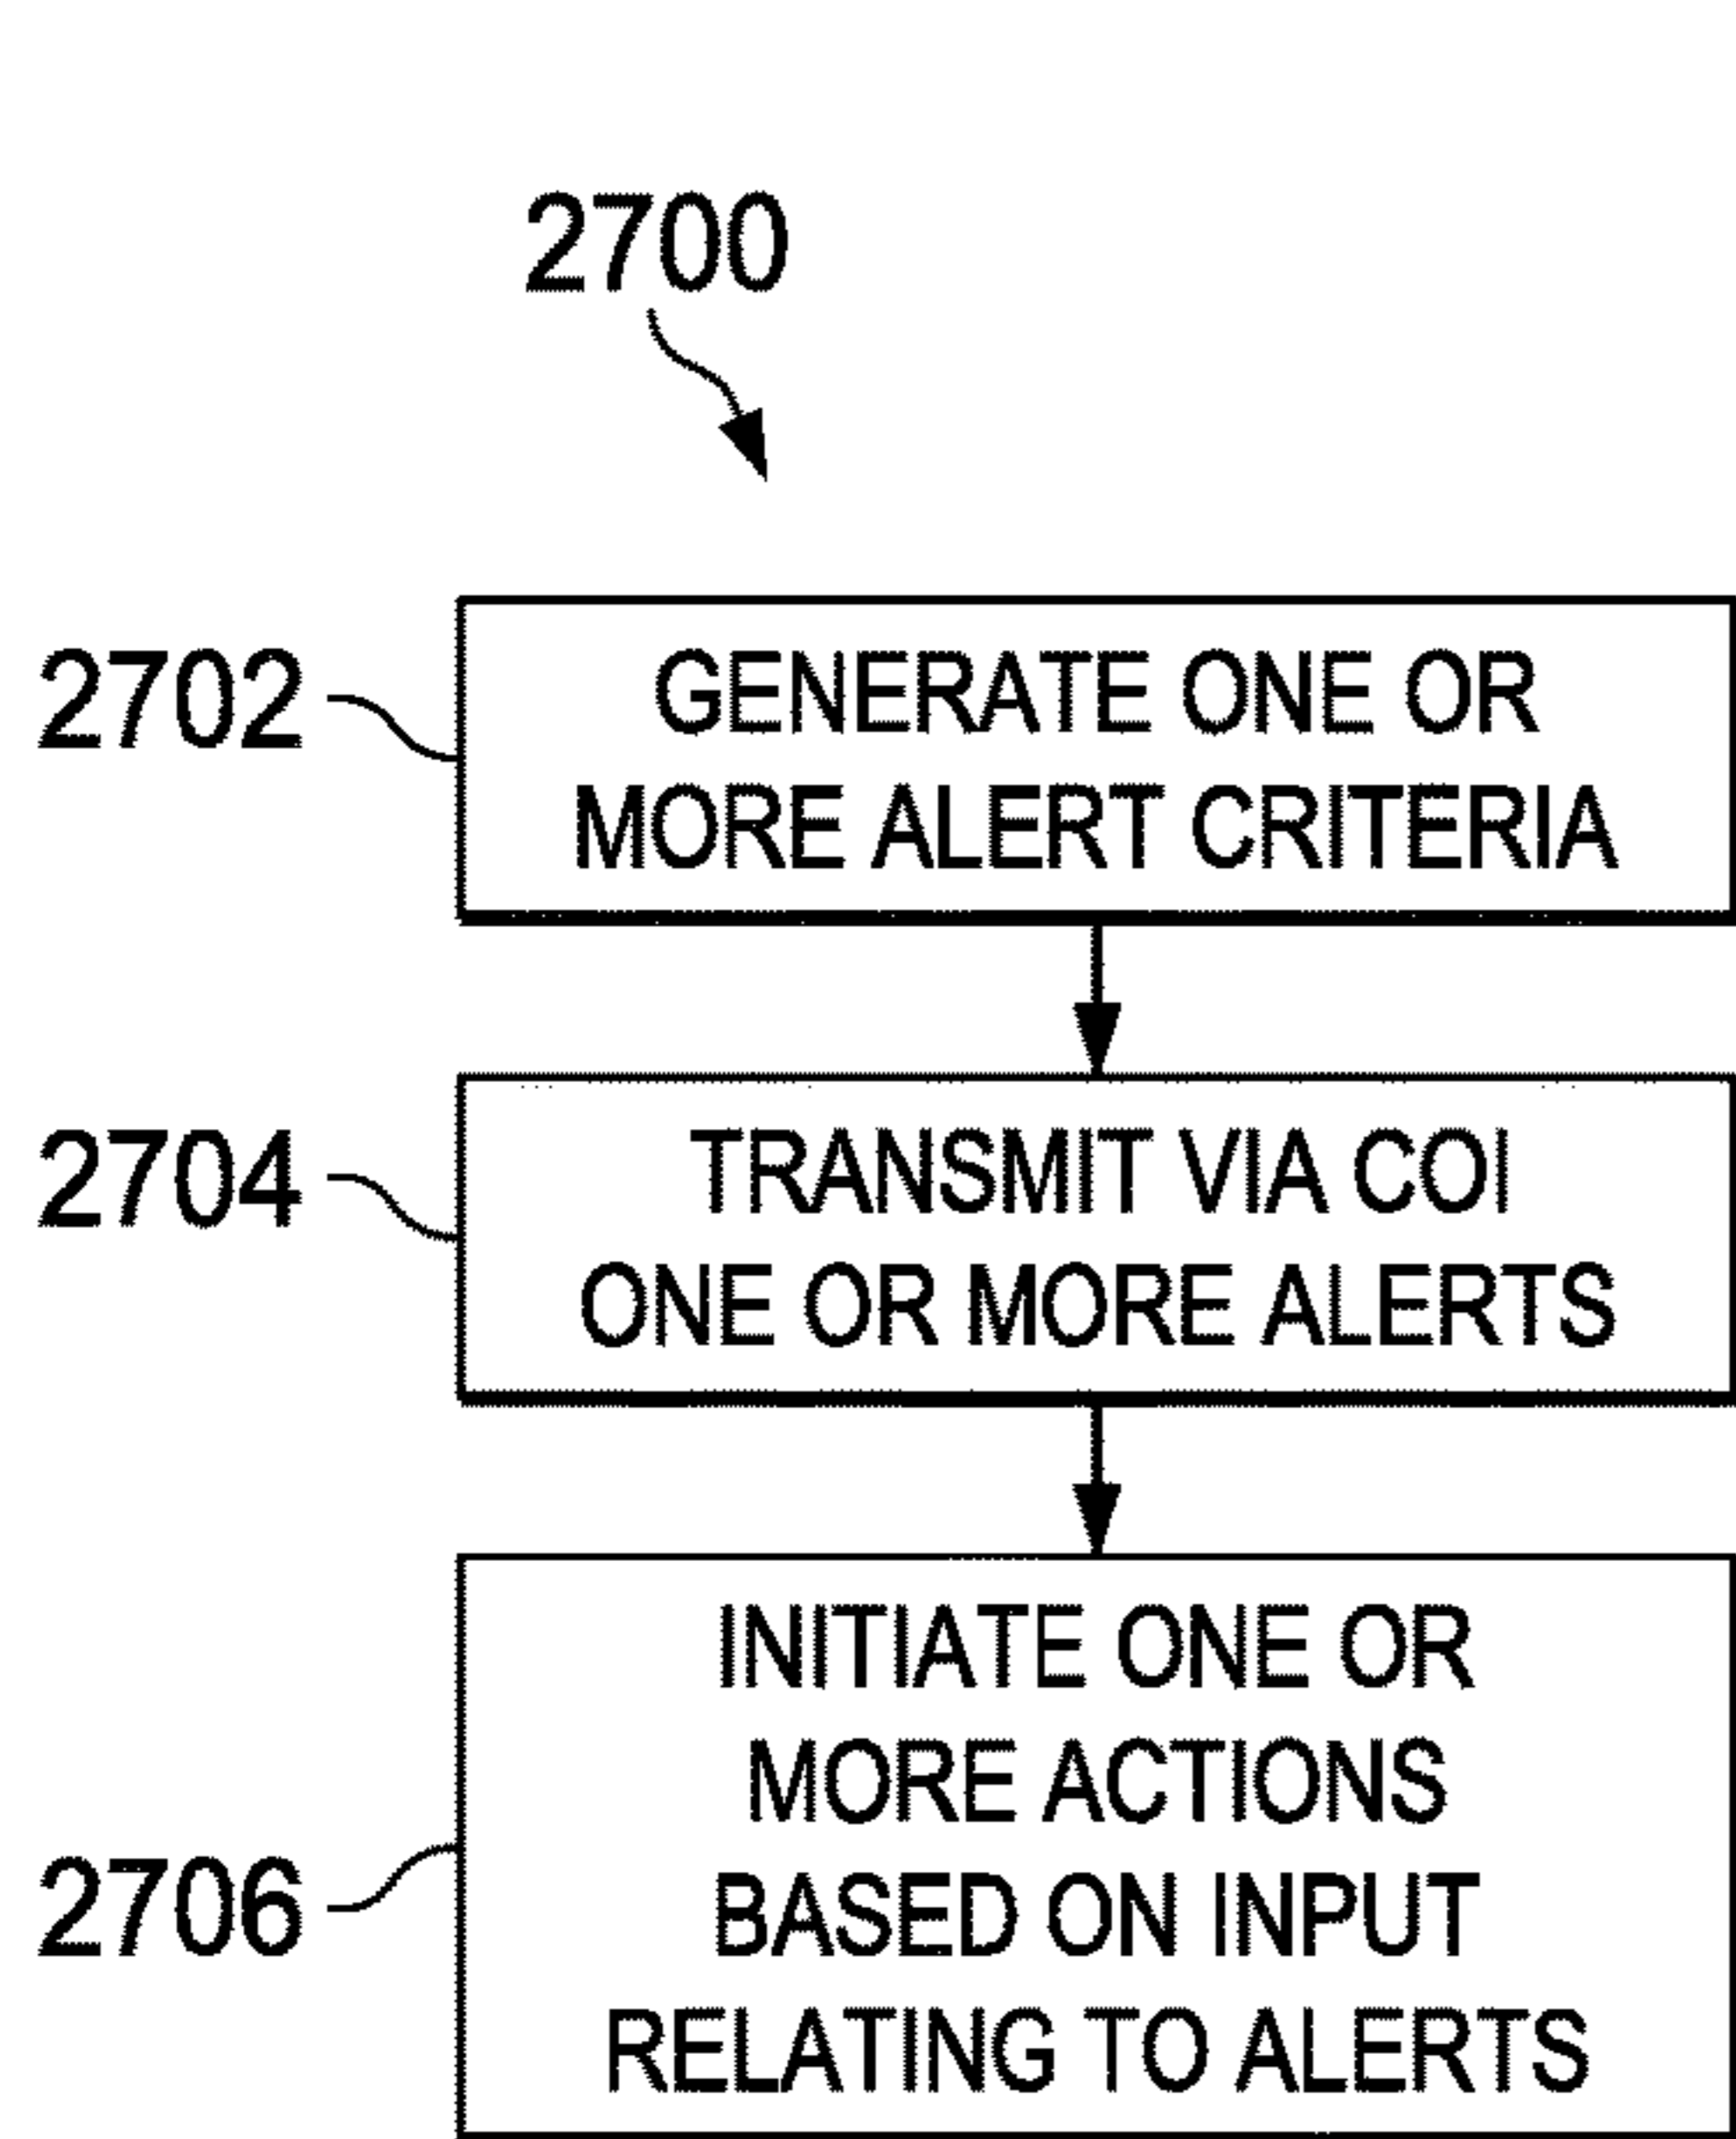 2700
2702
GENERATE ONE OR
MORE ALERT CRITERIA
2704
TRANSMIT VIA COI
ONE OR MORE ALERTS
2706
INITIATE ONE OR
MORE ACTIONS
BASED ON INPUT
RELATING TO ALERTS